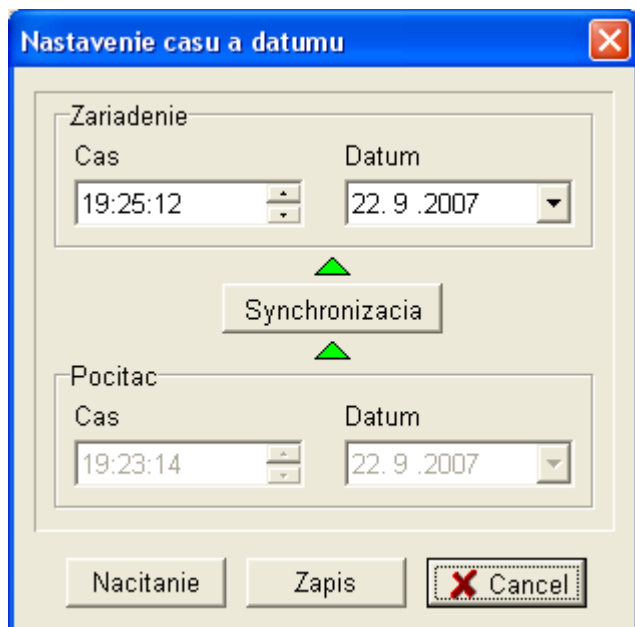 Nastavenie casu a datumu
Zariadenie
Cas Datum
19:25:12 22. 9 .2007
Synchronizacia
Pocitac
Cas Datum
19:23:14 22. 9 .2007
Nacitanie Zapis Cancel